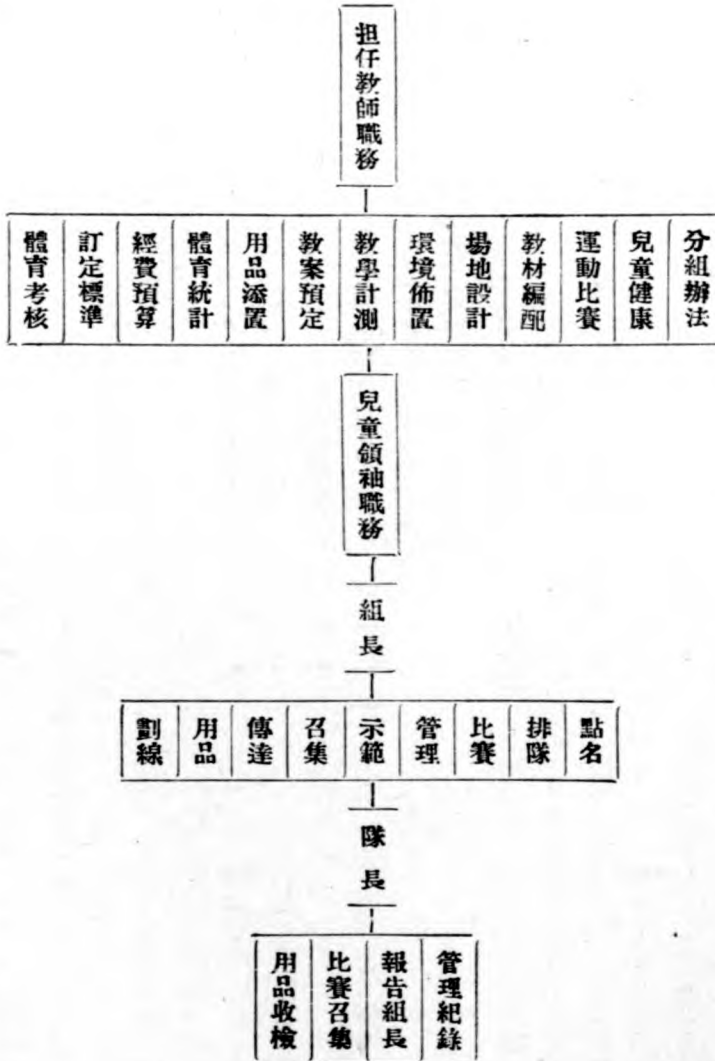 担任教師職務
分組辦法
兒童健康
運動比賽
教材編配
場地設計
環境佈置
教學計測
教案預定
用品添置
體育統計
經費預算
訂定標準
體育考核
兒童領袖職務
組長
點名
排隊
比賽
管理
示範
召集
傳達
用品
劃線
隊長
管理紀錄
報告組長
比賽召集
用品收檢